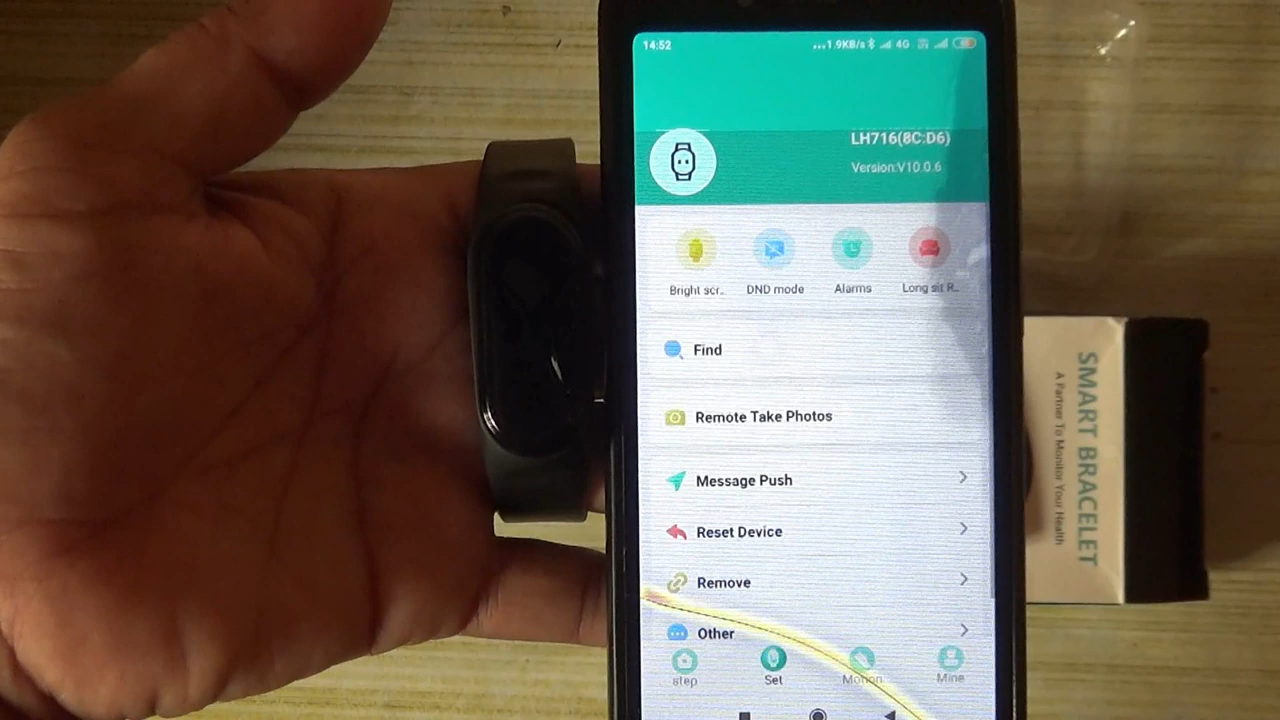 14:52
...1.9KB/s 4G
LH716(8C:D6)
Version:V10.0.6
Bright scr..
DND mode
Alarms
Long sit R..
Find
Remote Take Photos
Message Push
Reset Device
Remove
Other
step
Set
Motion
Mine
SMART BRACELET
A Partner To Monitor Your Health